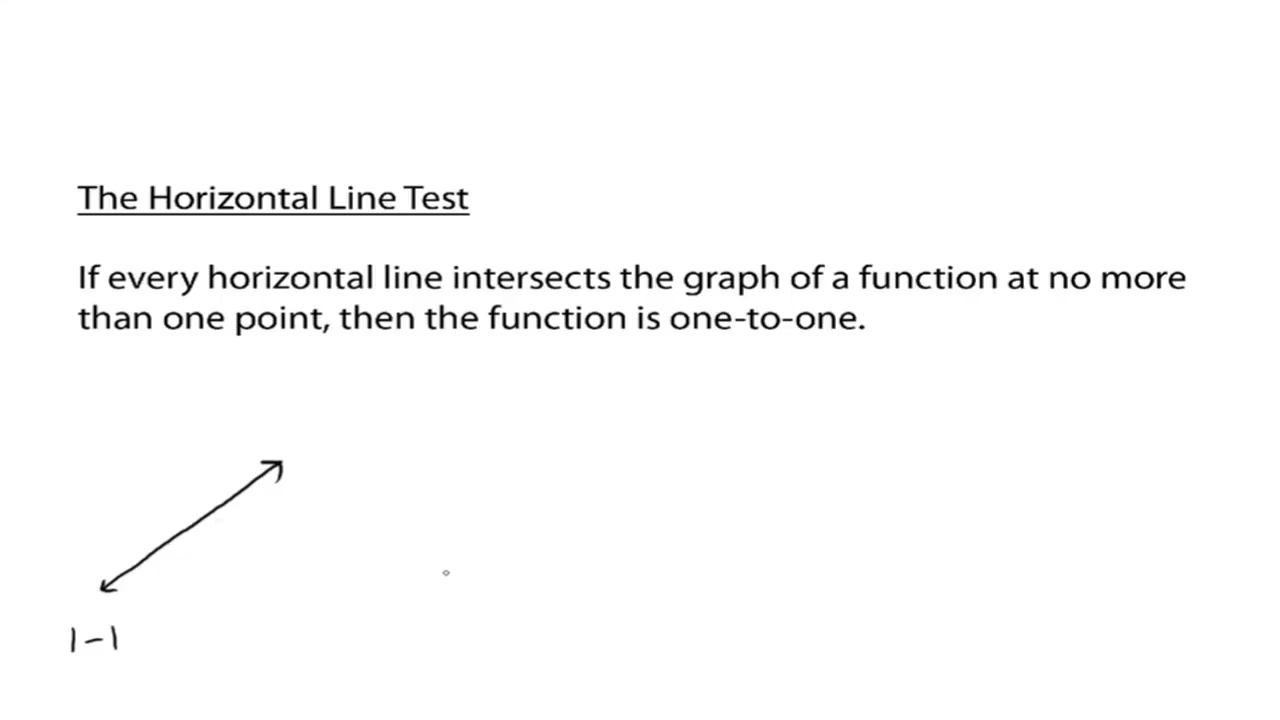 The Horizontal Line Test
If every horizontal line intersects the graph of a function at no more
than one point, then the function is one-to-one.
1-1